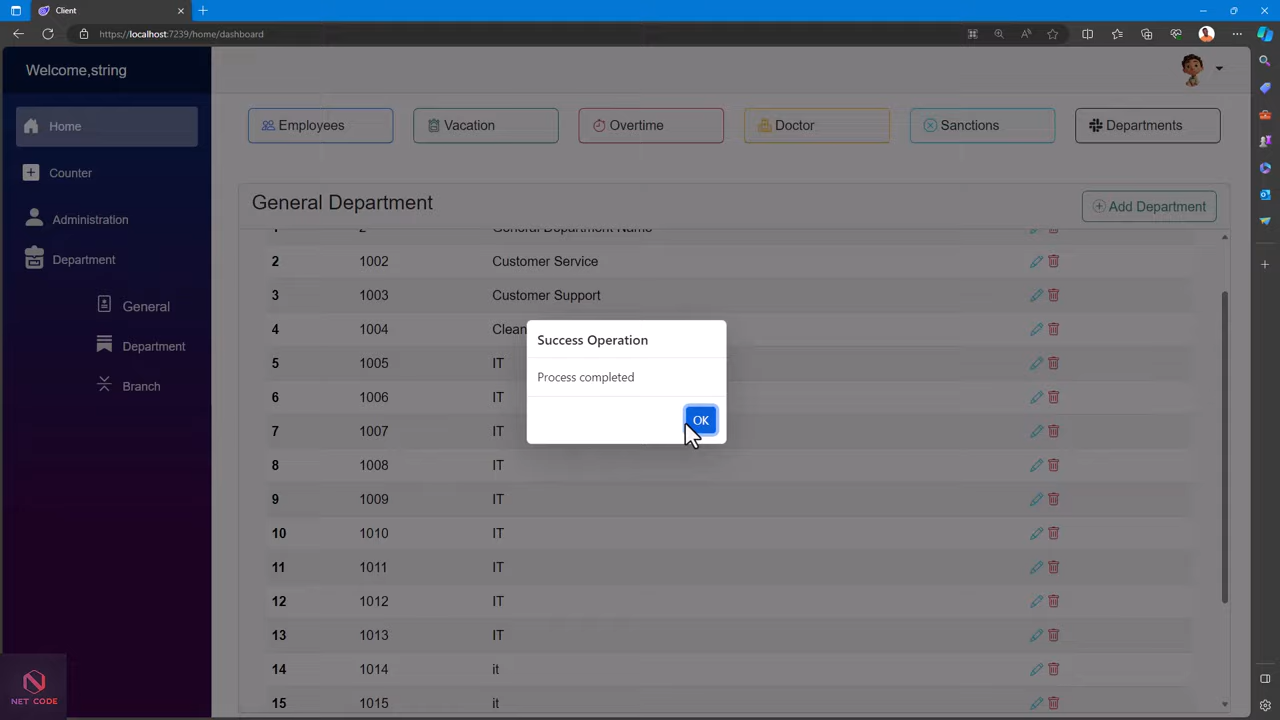 Client
https://localhost:7239/home/dashboard
Welcome,string
Home
Counter
Administration
Department
General
Department
Branch
Employees
Vacation
Overtime
Doctor
Sanctions
Departments
General Department
Add Department
1 2 General Department Name
2 1002 Customer Service
3 1003 Customer Support
4 1004 Clean
5 1005 IT
6 1006 IT
7 1007 IT
8 1008 IT
9 1009 IT
10 1010 IT
11 1011 IT
12 1012 IT
13 1013 IT
14 1014 it
15 1015 it
Success Operation
Process completed
OK
NET CODE